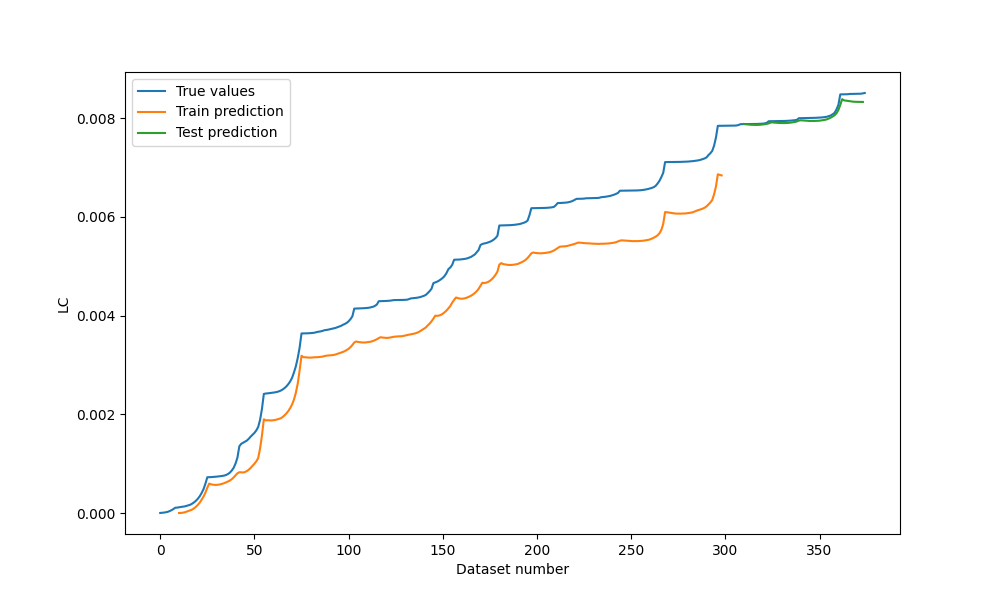 True values
Train prediction
Test prediction
0.008
0.006
0.004
0.002
0.000
LC
0 50 100 150 200 250 300 350
Dataset number